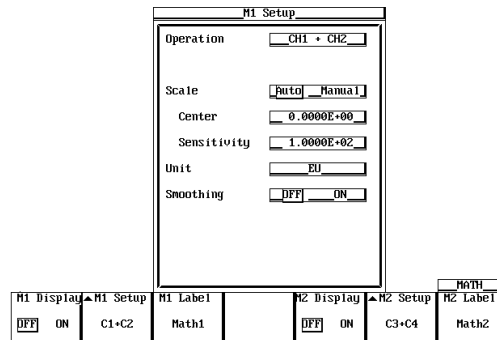 M1 Setup
Operation CH1 + CH2
Scale Auto Manual
Center 0.0000E+00
Sensitivity 1.0000E+02
Unit EU
Smoothing OFF ON
MATH
M1 Display ▲M1 Setup M1 Label M2 Display ▲M2 Setup M2 Label
OFF ON C1+C2 Math1 OFF ON C3+C4 Math2